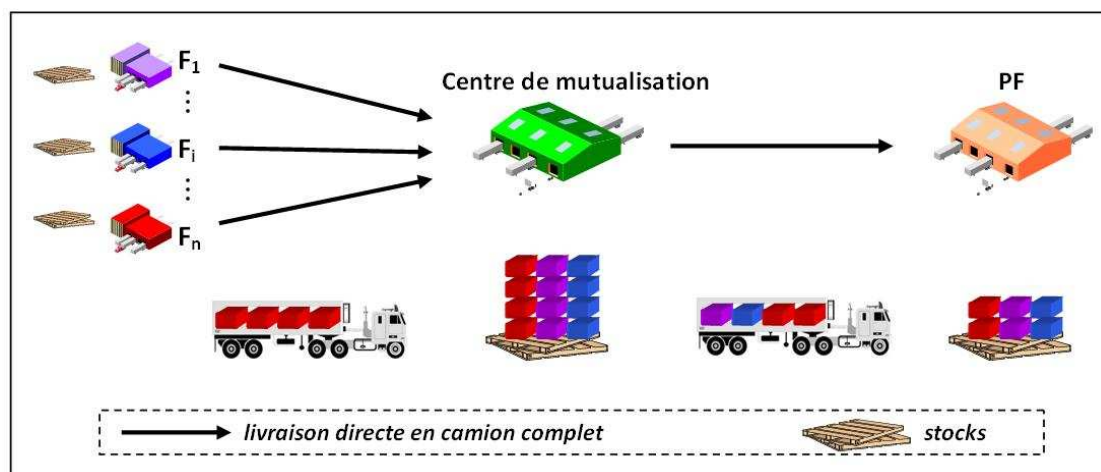 F1
Centre de mutualisation
PF
⋮
Fi
⋮
Fn
livraison directe en camion complet
stocks